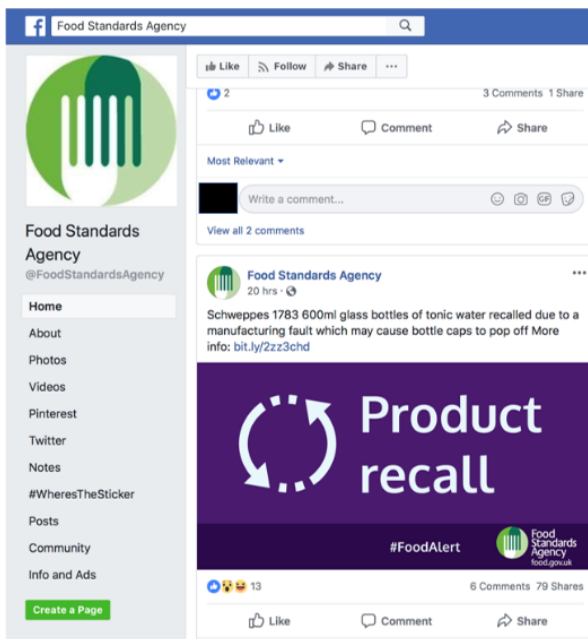 Food Standards Agency
Like
Follow
Share
2
3 Comments 1 Share
Like
Comment
Share
Most Relevant
Write a comment...
GIF
View all 2 comments
Food Standards
Agency
@FoodStandardsAgency
Home
About
Photos
Videos
Pinterest
Twitter
Notes
#WheresTheSticker
Posts
Community
Info and Ads
Create a Page
Food Standards Agency
20 hrs ·
Schweppes 1783 600ml glass bottles of tonic water recalled due to a
manufacturing fault which may cause bottle caps to pop off More
info: bit.ly/2zz3chd
Product
recall
#FoodAlert
Food
Standards
Agency
food.gov.uk
13
6 Comments 79 Shares
Like
Comment
Share